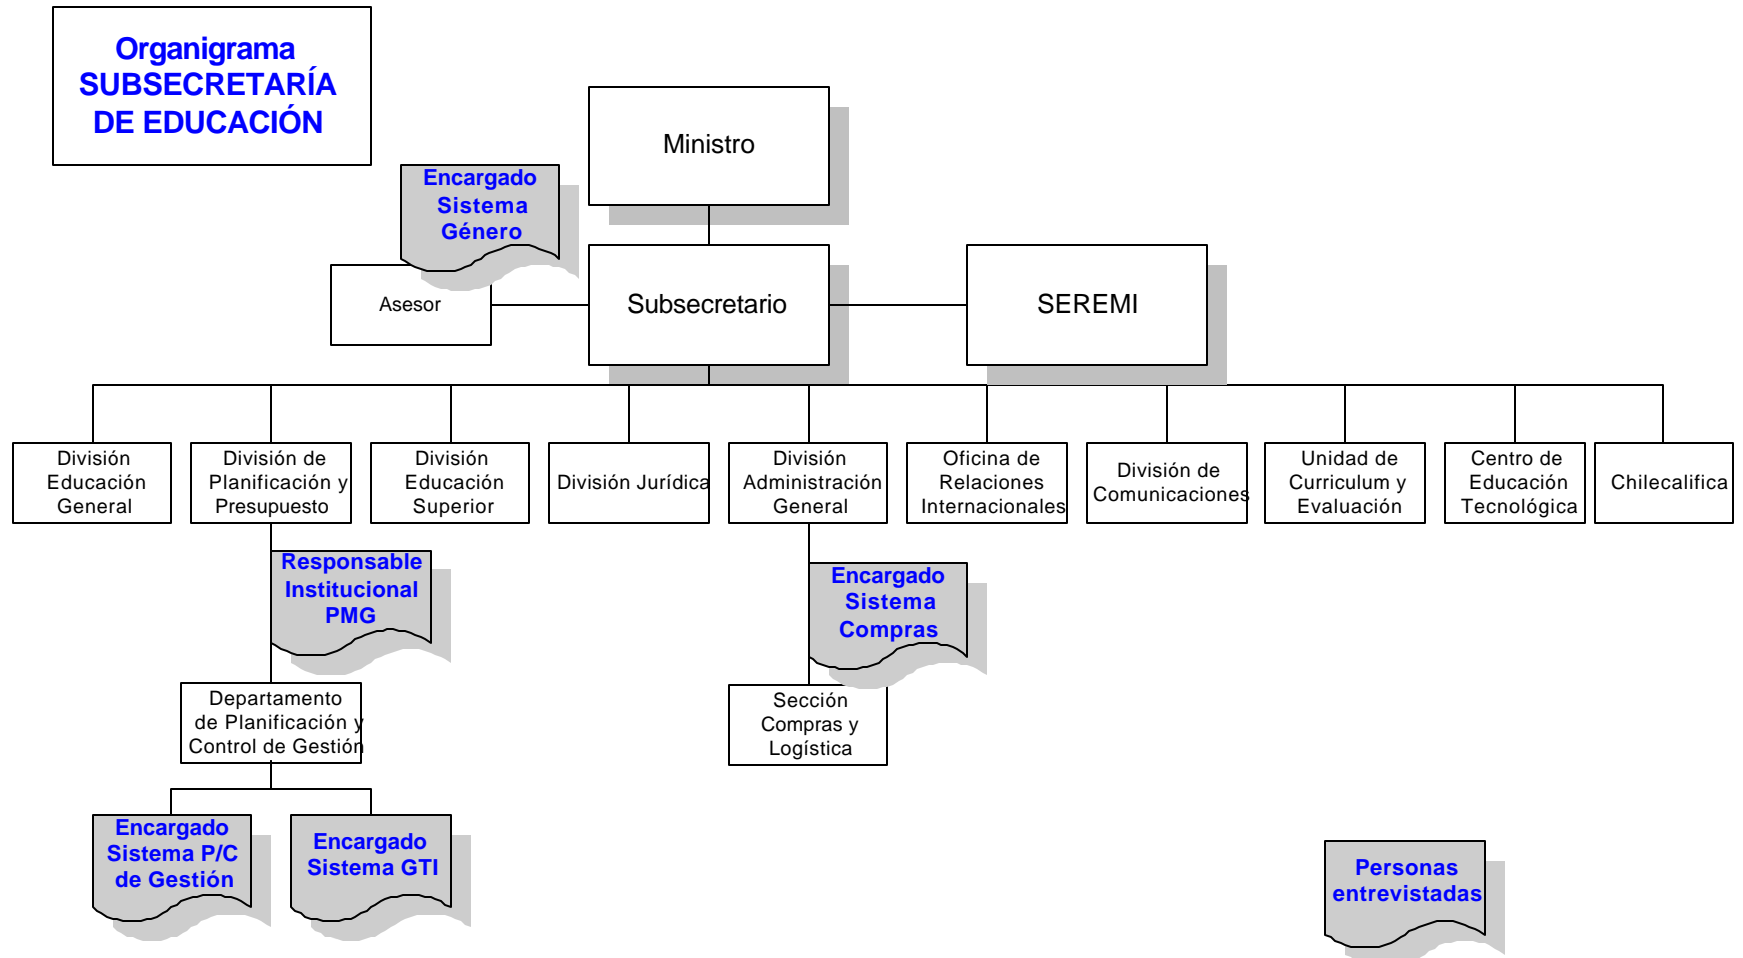 Organigrama
SUBSECRETARÍA
DE EDUCACIÓN
Ministro
Encargado
Sistema
Género
Asesor
Subsecretario
SEREMI
División
Educación
General
División de
Planificación y
Presupuesto
División
Educación
Superior
División Jurídica
División
Administración
General
Oficina de
Relaciones
Internacionales
División de
Comunicaciones
Unidad de
Curriculum y
Evaluación
Centro de
Educación
Tecnológica
Chilecalifica
Responsable
Institucional
PMG
Encargado
Sistema
Compras
Departamento
de Planificación y
Control de Gestión
Sección
Compras y
Logística
Encargado
Sistema P/C
de Gestión
Encargado
Sistema GTI
Personas
entrevistadas